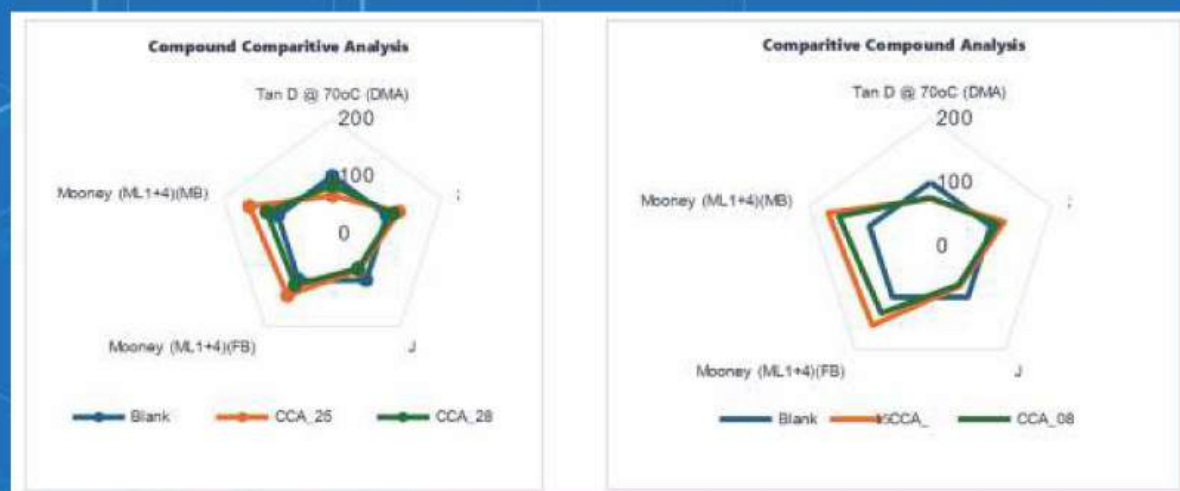 Compound Comparitive Analysis
Tan D @ 70oC (DMA)
200
100
0
Mooney (ML1+4)(MB)
:
Mooney (ML1+4)(FB)
J
Blank
CCA_25
CCA_28
Comparitive Compound Analysis
Tan D @ 70oC (DMA)
200
100
0
Mooney (ML1+4)(MB)
:
Mooney (ML1+4)(FB)
J
Blank
CCA_
CCA_08